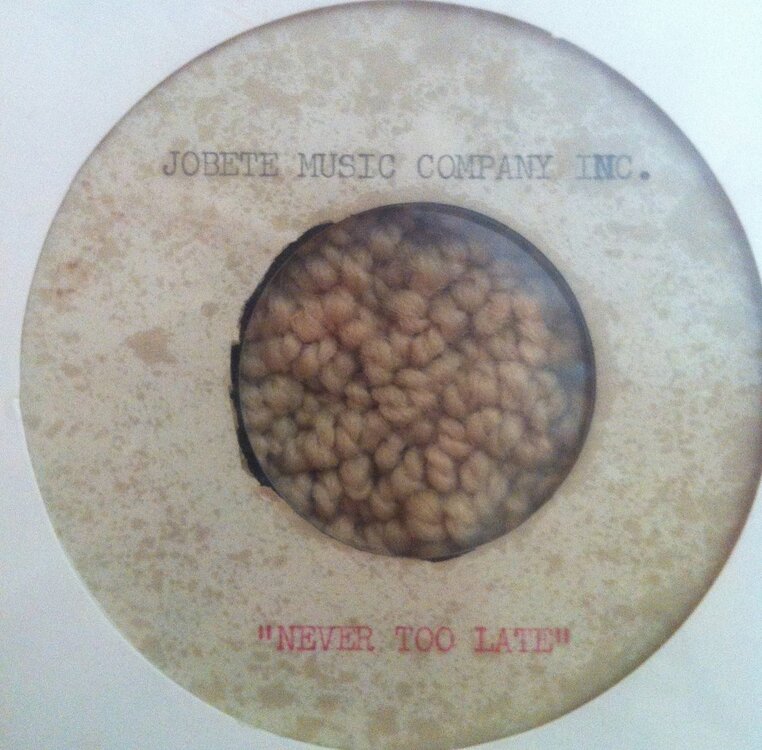 JOBETE MUSIC COMPANY INC.
"NEVER TOO LATE"